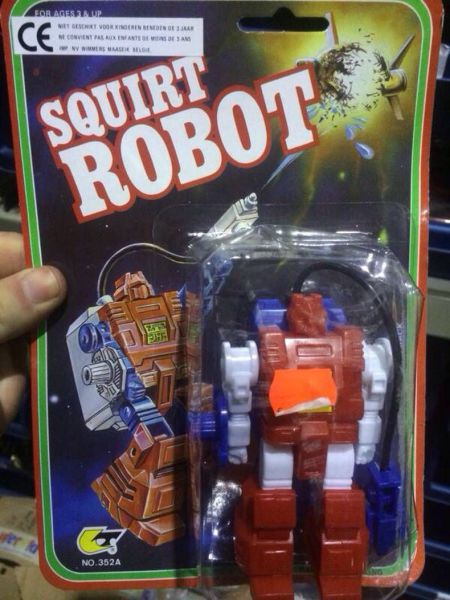 FOR AGES 3 & UP
CE
NIET GESCHIKT VOOR KINDEREN BENEDEN DE 3 JAAR
NE CONVIENT PAS AUX ENFANTS DE MOINS DE 3 ANS
IMP. NV WIMMERS MAASEIK BELGIE.
SQUIRT
ROBOT
NO.352A